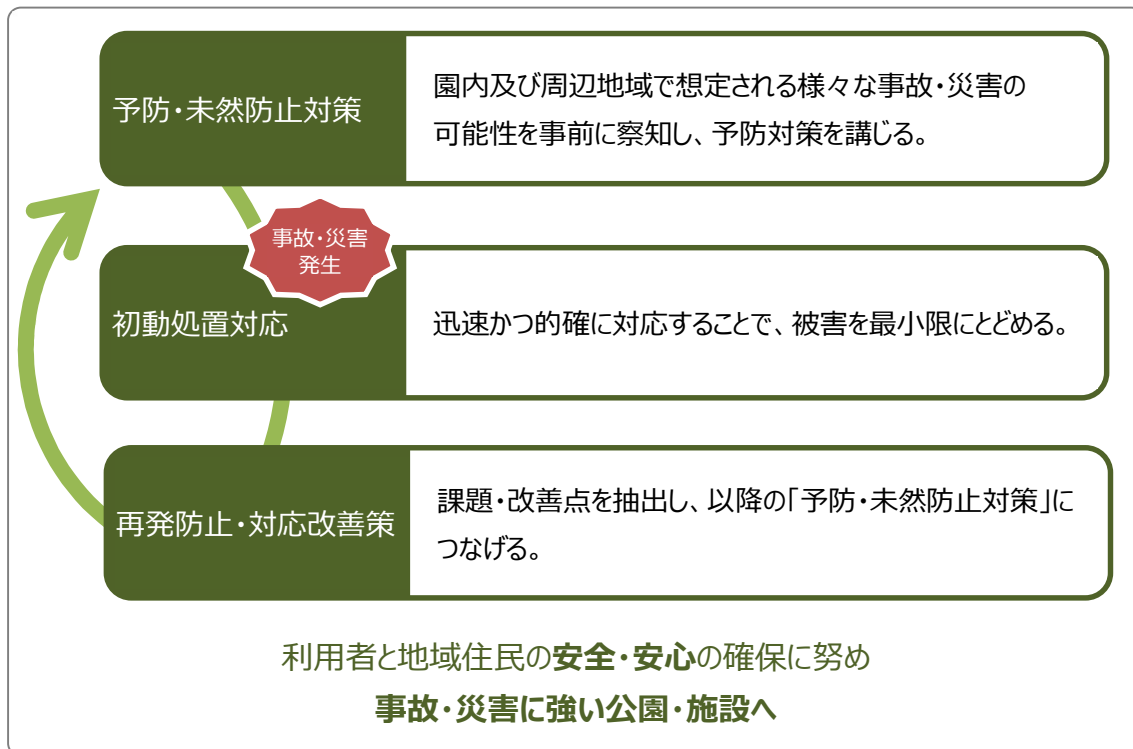 予防・未然防止対策
園内及び周辺地域で想定される様々な事故・災害の
可能性を事前に察知し、予防対策を講じる。
事故・災害
発生
初動処置対応
迅速かつ的確に対応することで、被害を最小限にとどめる。
再発防止・対応改善策
課題・改善点を抽出し、以降の「予防・未然防止対策」に
つなげる。
利用者と地域住民の安全・安心の確保に努め
事故・災害に強い公園・施設へ